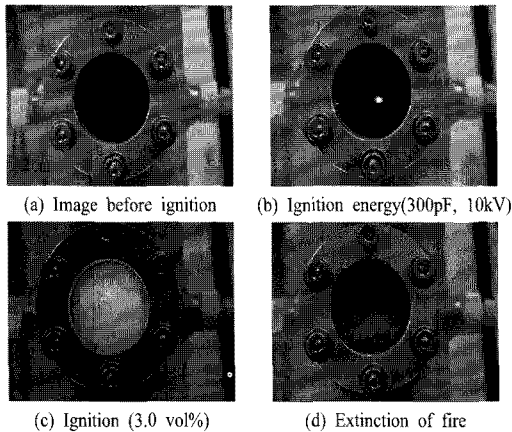 (a) Image before ignition
(b) Ignition energy(300pF, 10kV)
(c) Ignition (3.0 vol%)
(d) Extinction of fire